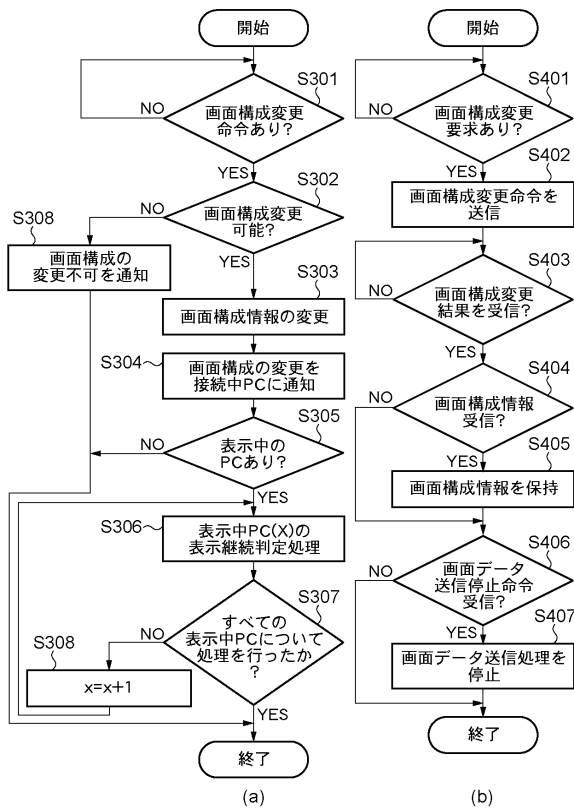 開始
S301
NO
画面構成変更
命令あり?
YES
S302
NO
画面構成変更
可能?
S308
画面構成の
変更不可を通知
YES
S303
画面構成情報の変更
S304
画面構成の変更を
接続中PCに通知
S305
NO
表示中の
PCあり?
YES
S306
表示中PC(X)の
表示継続判定処理
S307
NO
すべての
表示中PCについて
処理を行ったか
?
S308
x=x+1
YES
終了
(a)
開始
S401
NO
画面構成変更
要求あり?
YES
S402
画面構成変更命令を
送信
S403
NO
画面構成変更
結果を受信?
YES
S404
NO
画面構成情報
受信?
YES
S405
画面構成情報を保持
S406
NO
画面データ
送信停止命令
受信?
YES
S407
画面データ送信処理を
停止
終了
(b)